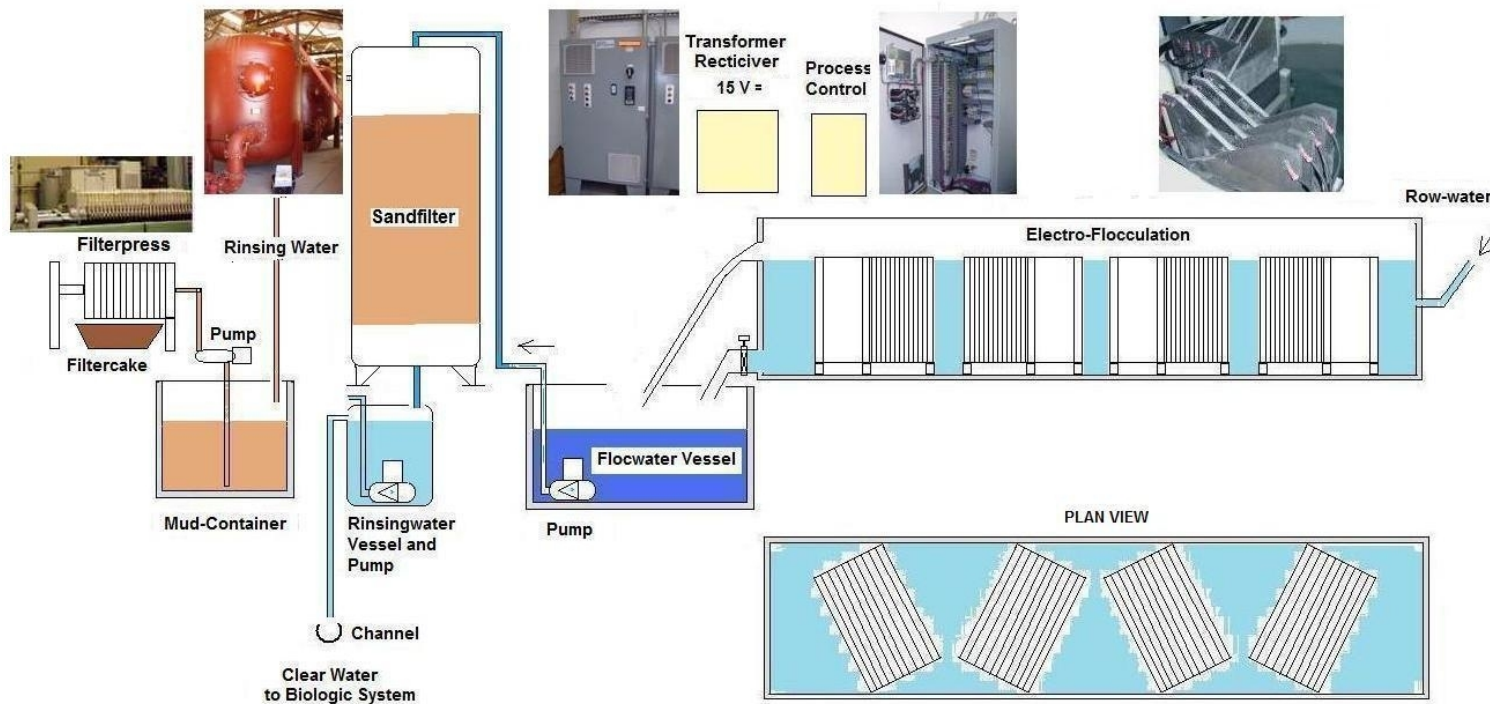 Transformer
Recticiver
15 V =
Process
Control
Row-water
Sandfilter
Electro-Flocculation
Filterpress
Rinsing Water
Pump
Filtercake
Flocwater Vessel
Mud-Container
Rinsingwater
Vessel and
Pump
Pump
PLAN VIEW
Channel
Clear Water
to Biologic System